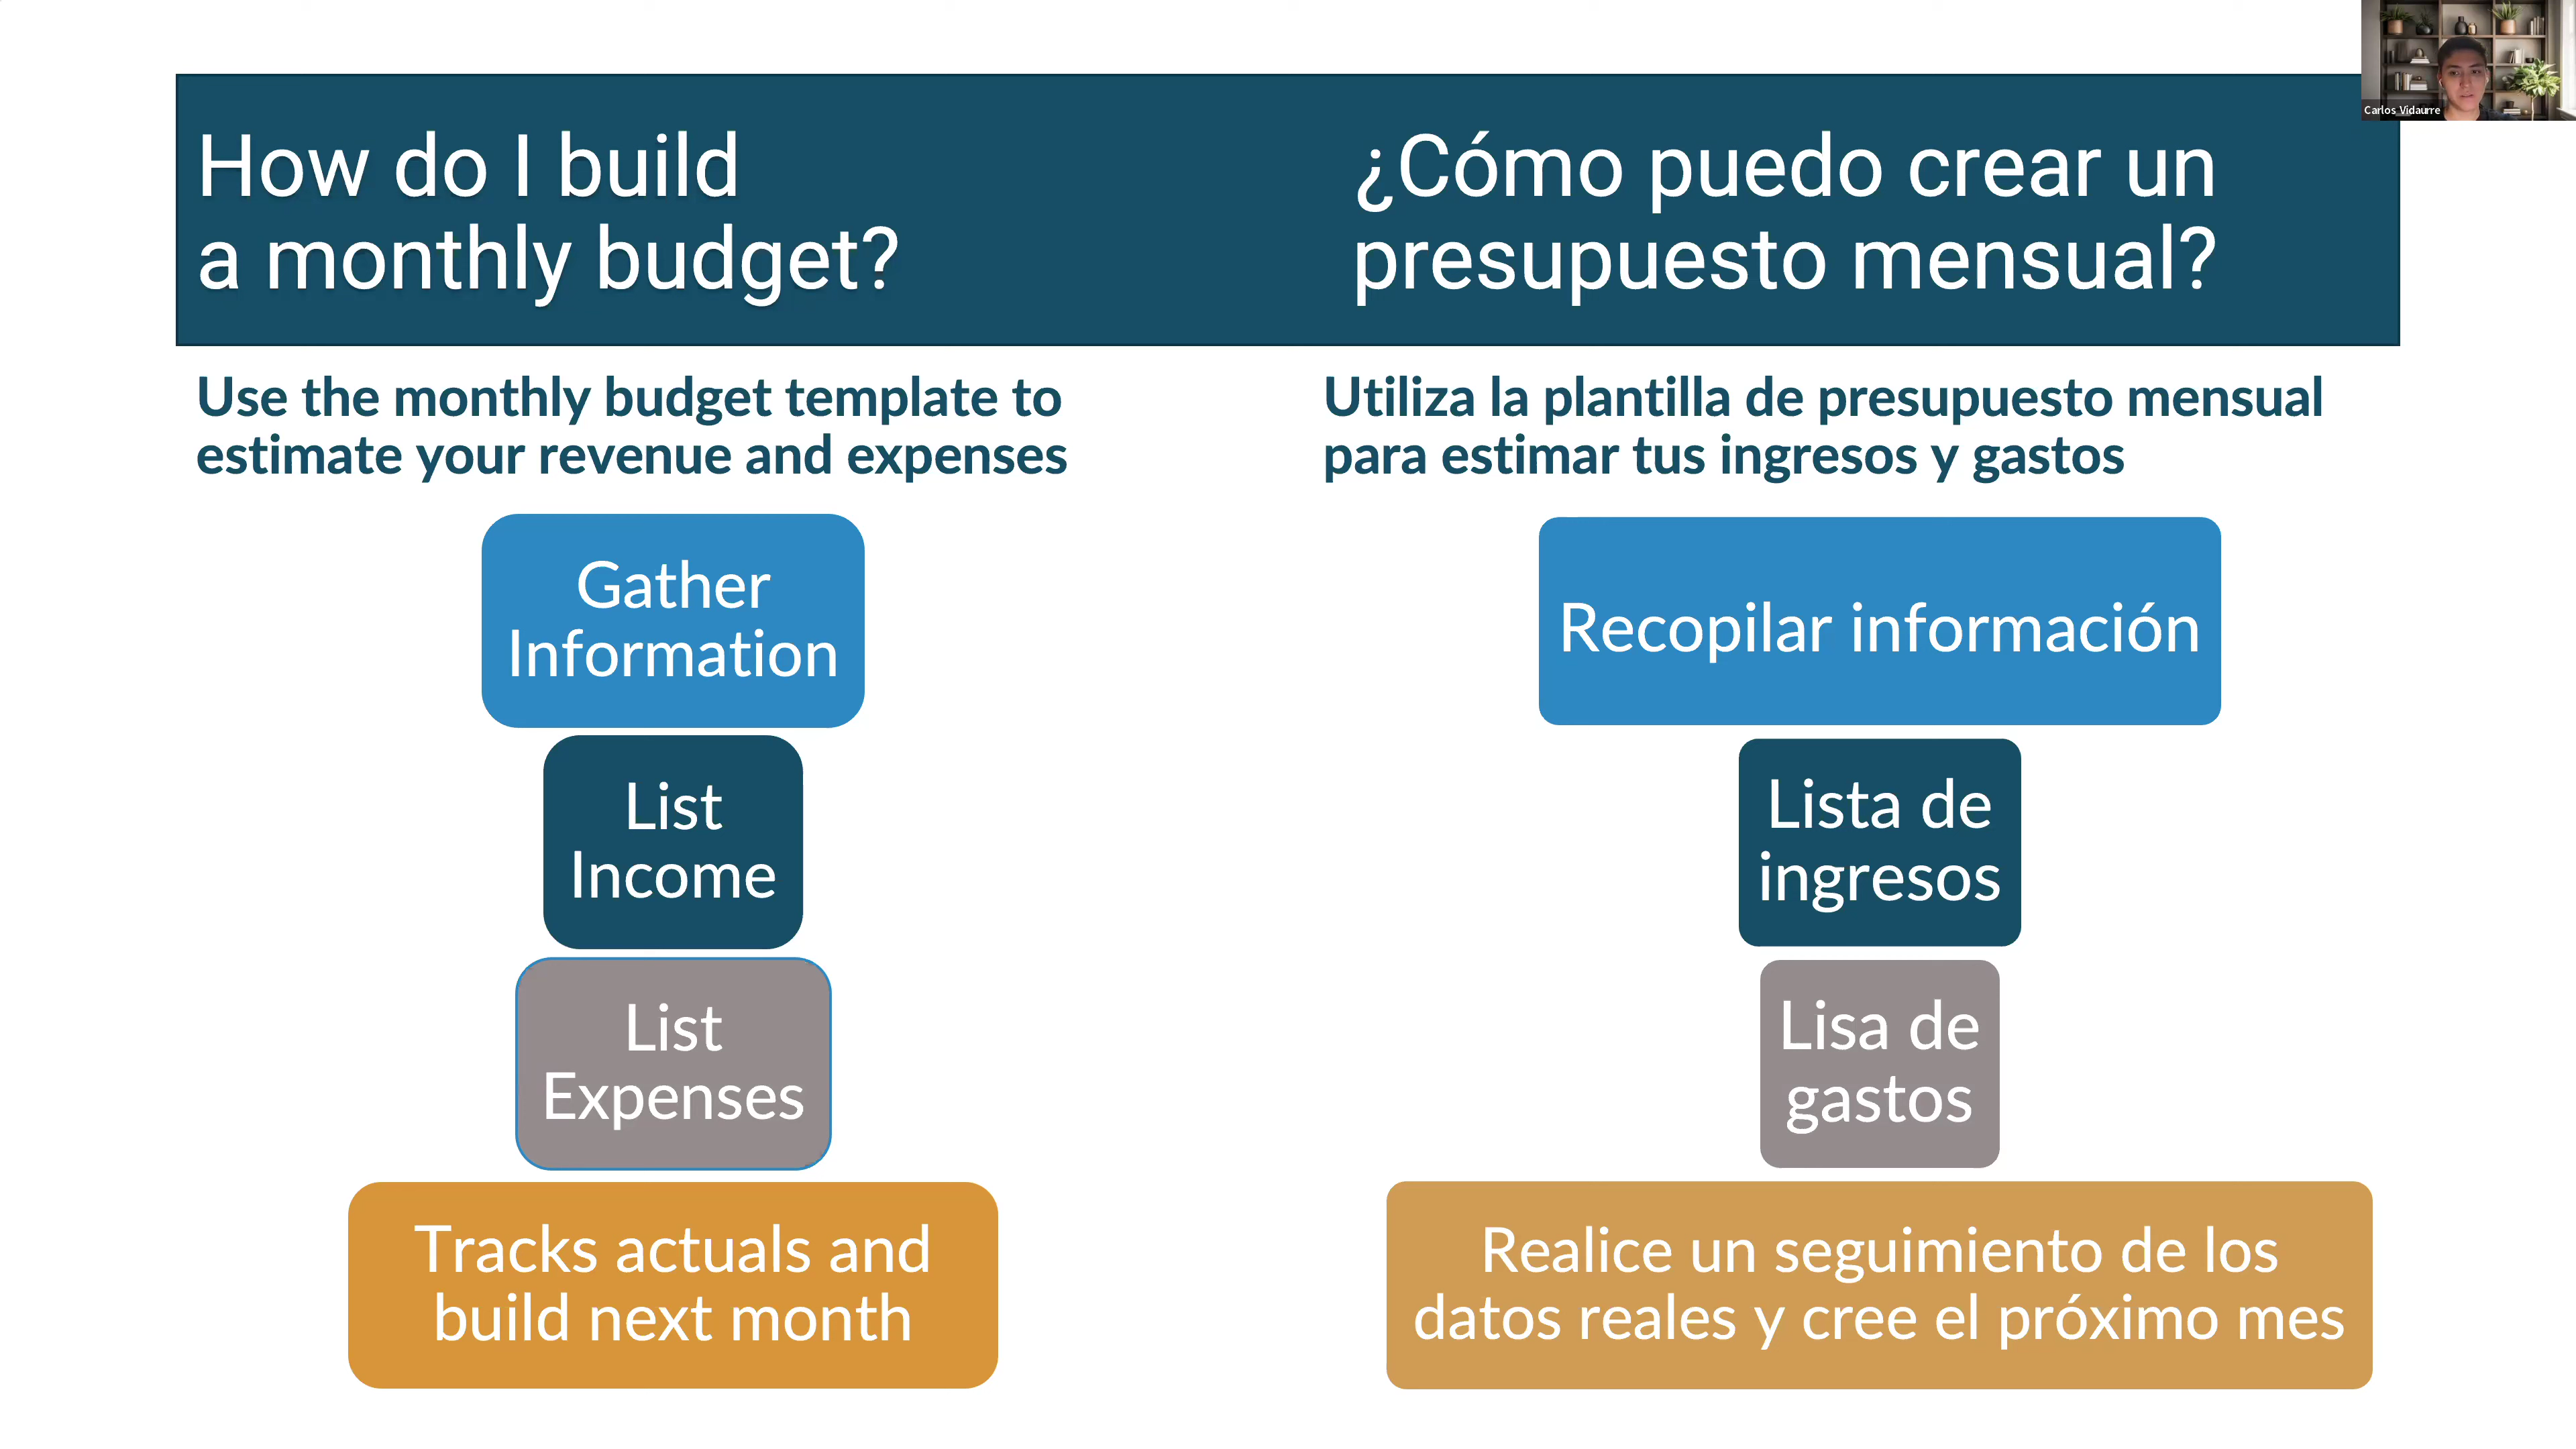 How do I build
a monthly budget?
¿Cómo puedo crear un
presupuesto mensual?
Carlos Vidaurre
Use the monthly budget template to
estimate your revenue and expenses
Gather
Information
List
Income
List
Expenses
Tracks actuals and
build next month
Utiliza la plantilla de presupuesto mensual
para estimar tus ingresos y gastos
Recopilar información
Lista de
ingresos
Lisa de
gastos
Realice un seguimiento de los
datos reales y cree el próximo mes